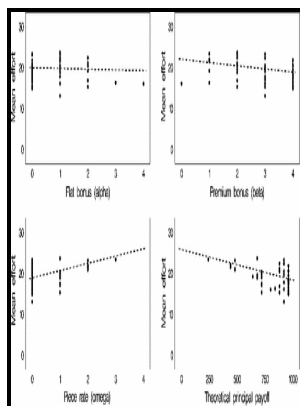 Mean effort
30
20
10
0
0 1 2 3 4
Flat bonus (alpha)
Mean effort
30
20
10
0
0 1 2 3 4
Premium bonus (beta)
Mean effort
30
20
10
0
0 1 2 3 4
Piece rate (omega)
Mean effort
30
20
10
0
0 250 500 750 1000
Theoretical principal payoff